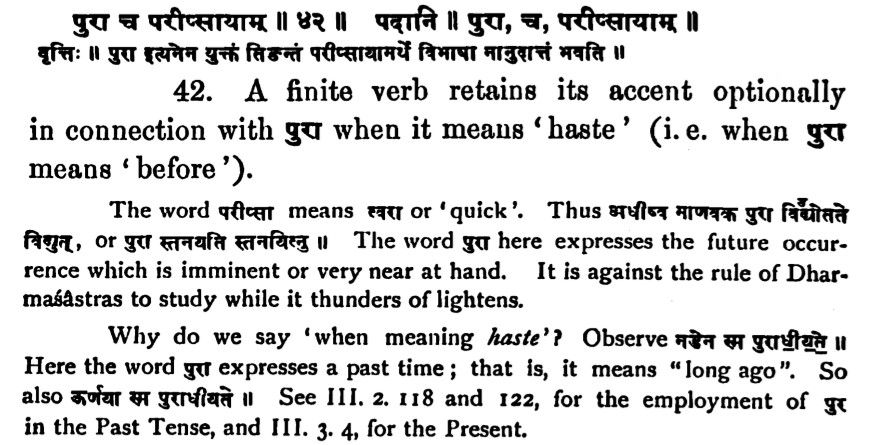 पुरा च परीप्सायाम् ॥ ४२ ॥ पदानि ॥ पुरा, च, परीप्सायाम् ॥
वृत्तिः ॥ पुरा इत्यनेन युक्तं तिङन्तं परीप्सायामर्थे विभाषा नानुदात्तं भवति ॥
42. A finite verb retains its accent optionally
in connection with पुरा when it means ‘haste’ (i. e. when पुरा
means ‘before’).
The word परीप्सा means त्वरा or ‘quick’. Thus अधीष्व माणवक पुरा विद्योतते
विद्युत्, or पुरा स्तनयति स्तनयित्नु ॥ The word पुरा here expresses the future occur-
rence which is imminent or very near at hand. It is against the rule of Dhar-
maśâstras to study while it thunders of lightens.
Why do we say ‘when meaning haste’? Observe नडेन स्म पुराधीयते ॥
Here the word पुरा expresses a past time; that is, it means “long ago”. So
also ऊर्णया स्म पुराधीयते ॥ See III. 2. 118 and 122, for the employment of पुर
in the Past Tense, and III. 3. 4, for the Present.